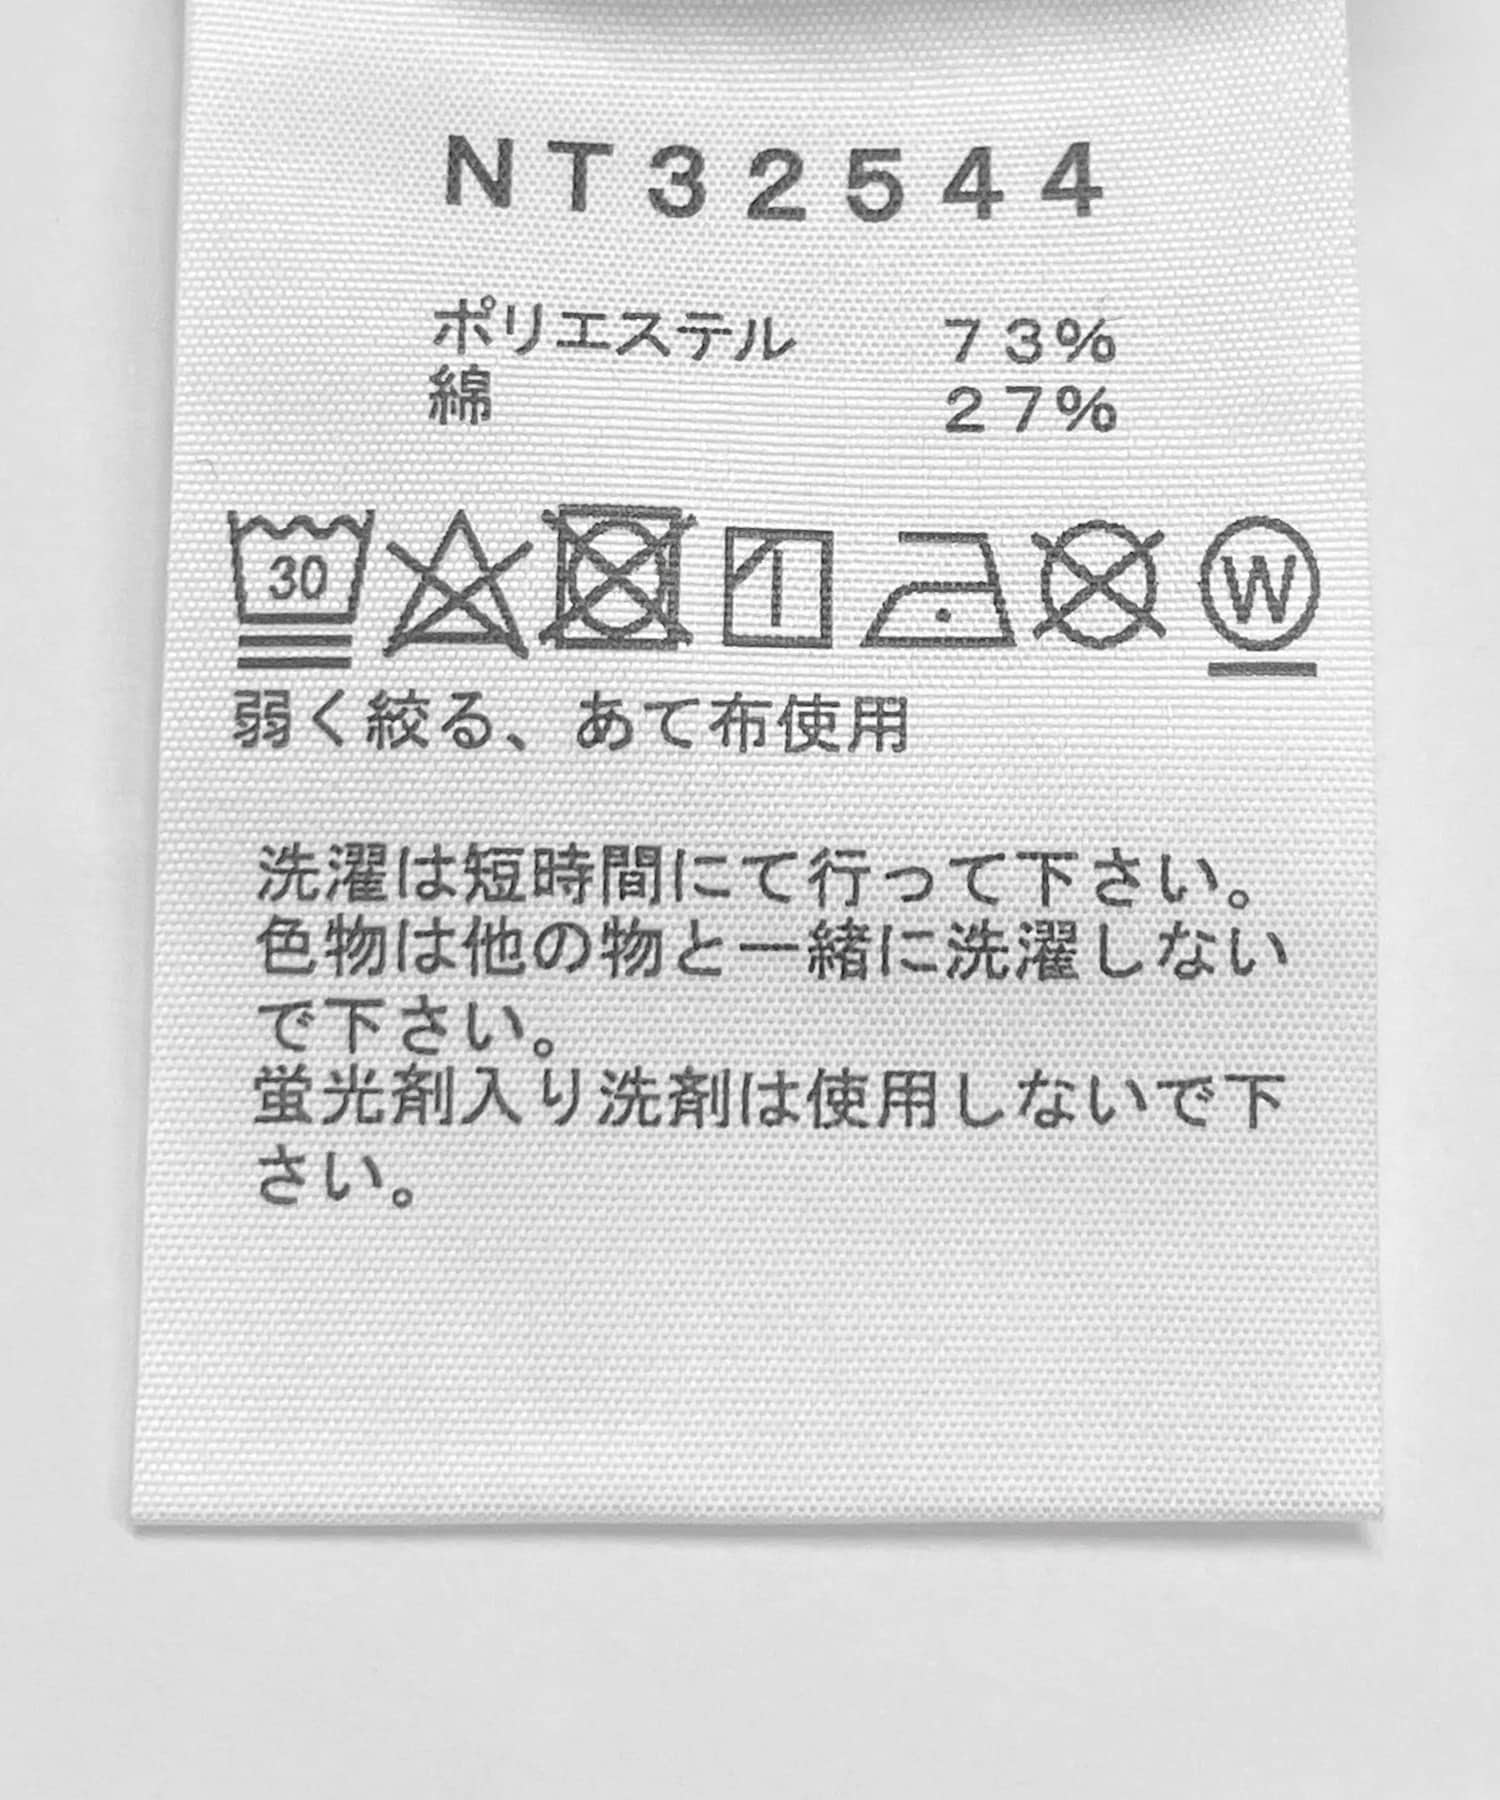 NT32544
ポリエステル 73%
綿 27%
30
W
弱く絞る、あて布使用
洗濯は短時間にて行って下さい。
色物は他の物と一緒に洗濯しない
で下さい。
蛍光剤入り洗剤は使用しないで下
さい。